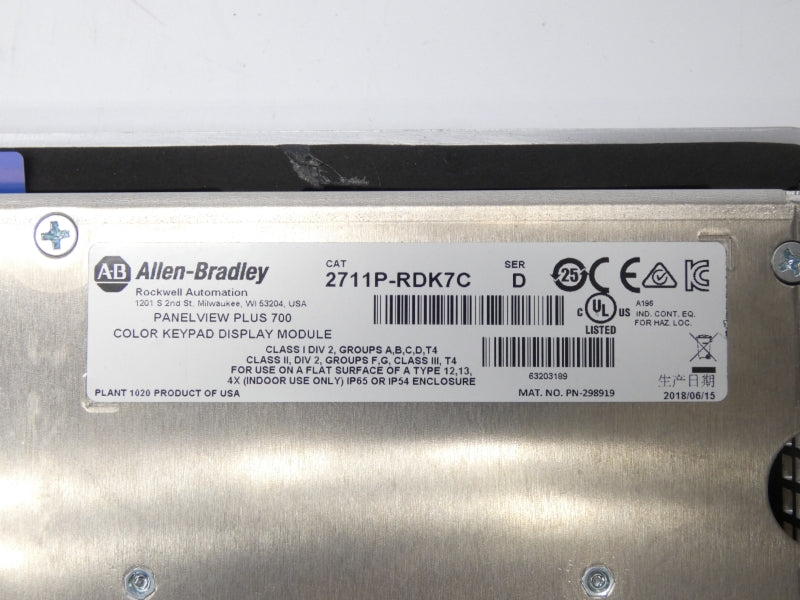 AB Allen-Bradley
Rockwell Automation
1201 S 2nd St. Milwaukee, WI 53204, USA
PANELVIEW PLUS 700
COLOR KEYPAD DISPLAY MODULE
CAT
2711P-RDK7C
SER
D
25
C UL US
LISTED
A196
IND. CONT. EQ.
FOR HAZ. LOC.
CLASS I DIV 2, GROUPS A,B,C,D,T4
CLASS II, DIV 2, GROUPS F,G, CLASS III, T4
FOR USE ON A FLAT SURFACE OF A TYPE 12,13,
4X (INDOOR USE ONLY) IP65 OR IP54 ENCLOSURE
63203189
PLANT 1020 PRODUCT OF USA
MAT. NO. PN-298919
生产日期
2018/06/15